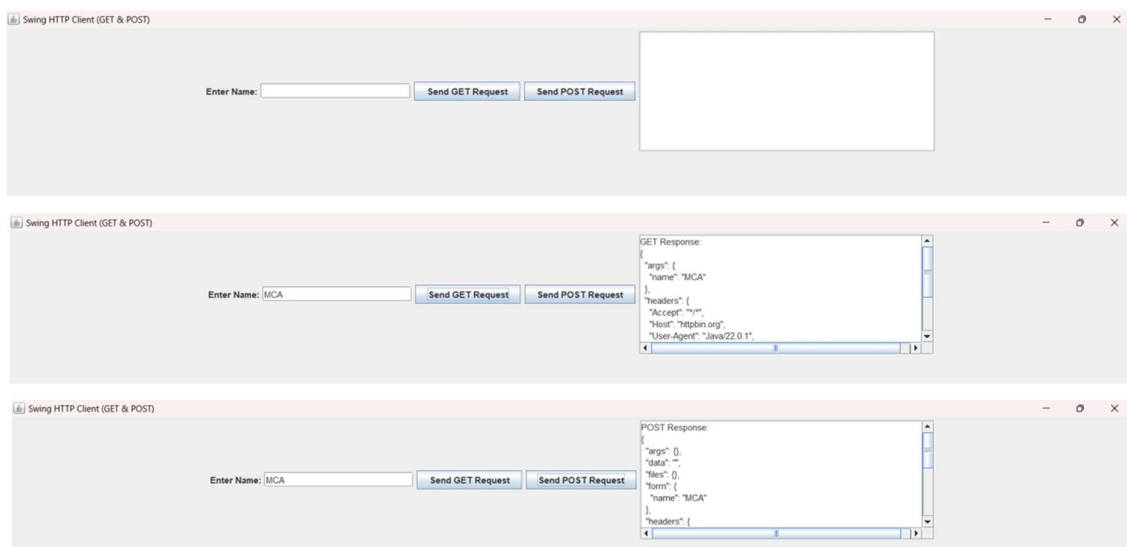 Swing HTTP Client (GET & POST)
Enter Name: Send GET Request Send POST Request
Swing HTTP Client (GET & POST)
Enter Name: MCA Send GET Request Send POST Request
GET Response:
{
"args": {
"name": "MCA"
},
"headers": {
"Accept": "*/*",
"Host": "httpbin.org",
"User-Agent": "Java/22.0.1",
Swing HTTP Client (GET & POST)
Enter Name: MCA Send GET Request Send POST Request
POST Response:
{
"args": {},
"data": "",
"files": {},
"form": {
"name": "MCA"
},
"headers": {